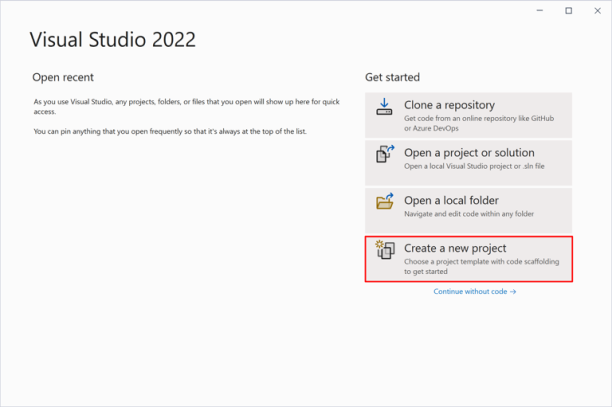 Visual Studio 2022
Open recent
As you use Visual Studio, any projects, folders, or files that you open will show up here for quick
access.
You can pin anything that you open frequently so that it's always at the top of the list.
Get started
Clone a repository
Get code from an online repository like GitHub
or Azure DevOps
Open a project or solution
Open a local Visual Studio project or .sln file
Open a local folder
Navigate and edit code within any folder
Create a new project
Choose a project template with code scaffolding
to get started
Continue without code →